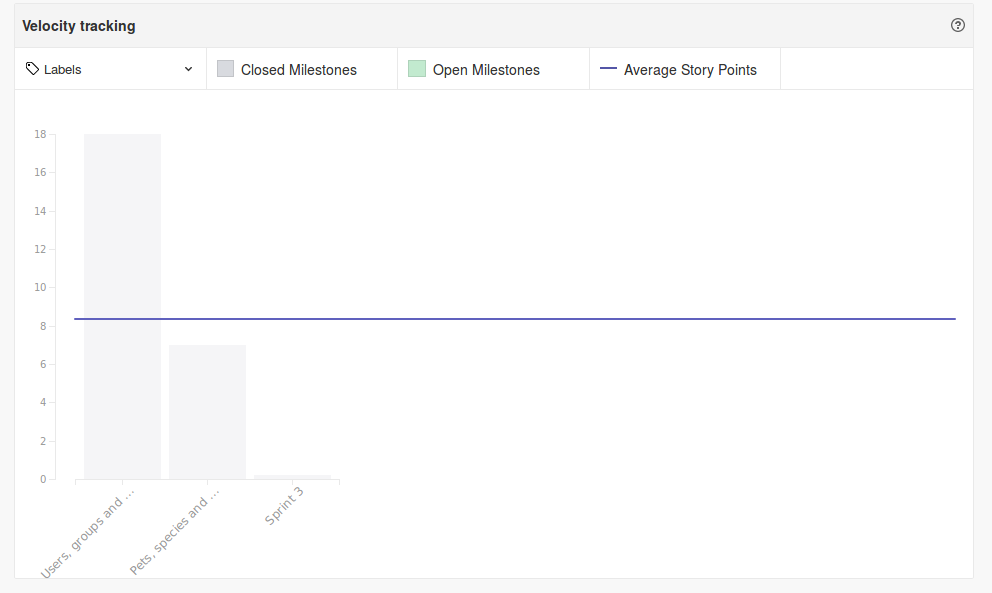 Velocity tracking
Labels
Closed Milestones
Open Milestones
Average Story Points
18
16
14
12
10
8
6
4
2
0
Users, groups and ...
Pets, species and ...
Sprint 3